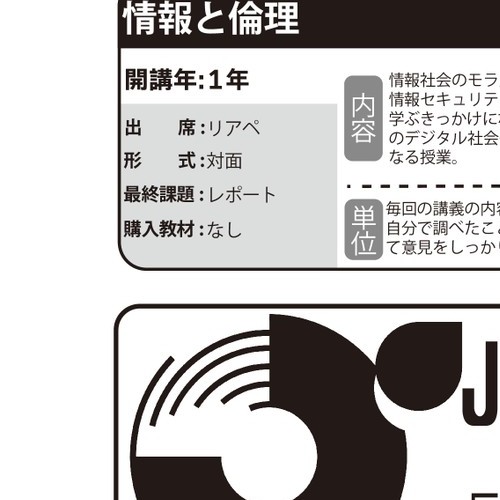 情報と倫理
開講年:1年
出　席:リアペ
形　式:対面
最終課題:レポート
購入教材:なし
内容
情報社会のモラ
情報セキュリテ
学ぶきっかけに
のデジタル社会
なる授業。
単位
毎回の講義の内
自分で調べたこ
て意見をしっか
J